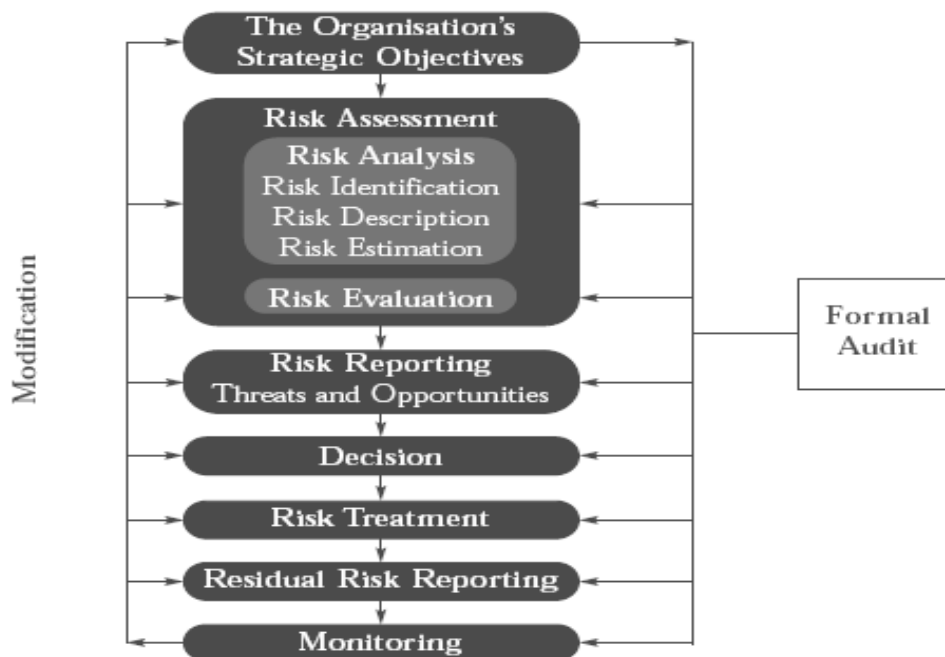 The Organisation's
Strategic Objectives
Risk Assessment
Risk Analysis
Risk Identification
Risk Description
Risk Estimation
Risk Evaluation
Risk Reporting
Threats and Opportunities
Decision
Risk Treatment
Residual Risk Reporting
Monitoring
Modification
Formal
Audit